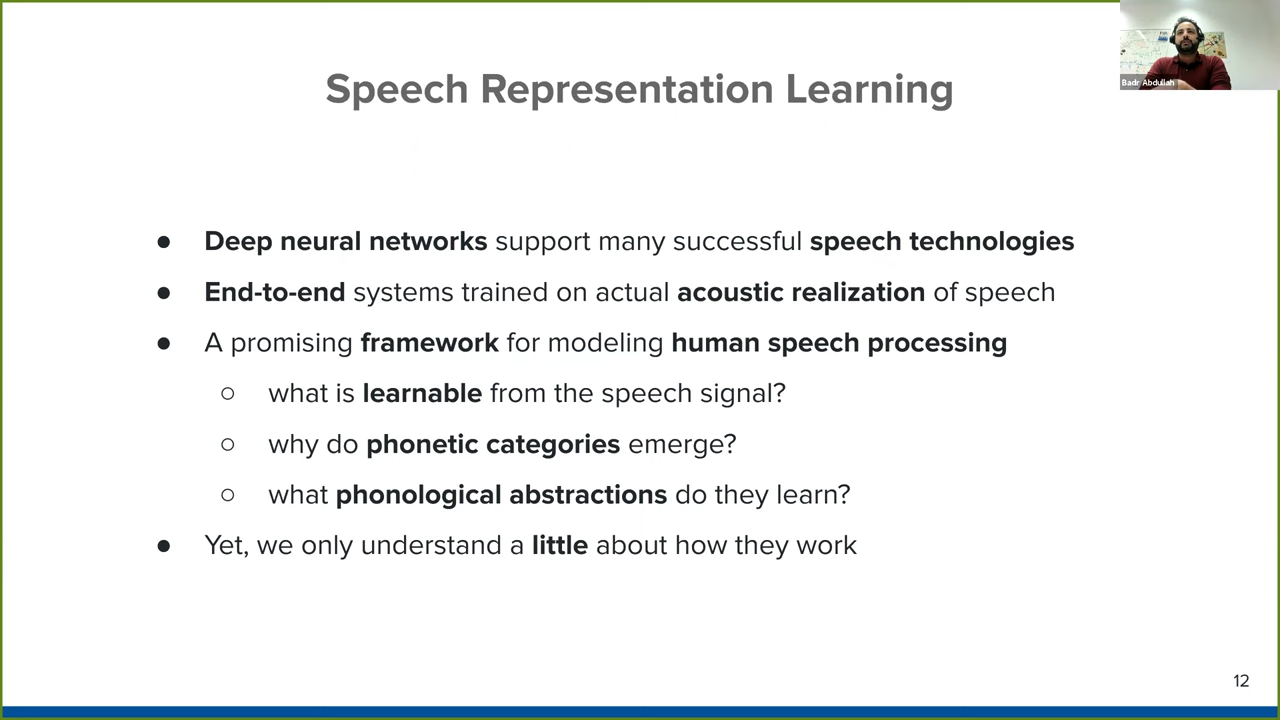 Speech Representation Learning
Badr Abdullah
● Deep neural networks support many successful speech technologies
● End-to-end systems trained on actual acoustic realization of speech
● A promising framework for modeling human speech processing
○ what is learnable from the speech signal?
○ why do phonetic categories emerge?
○ what phonological abstractions do they learn?
● Yet, we only understand a little about how they work
12